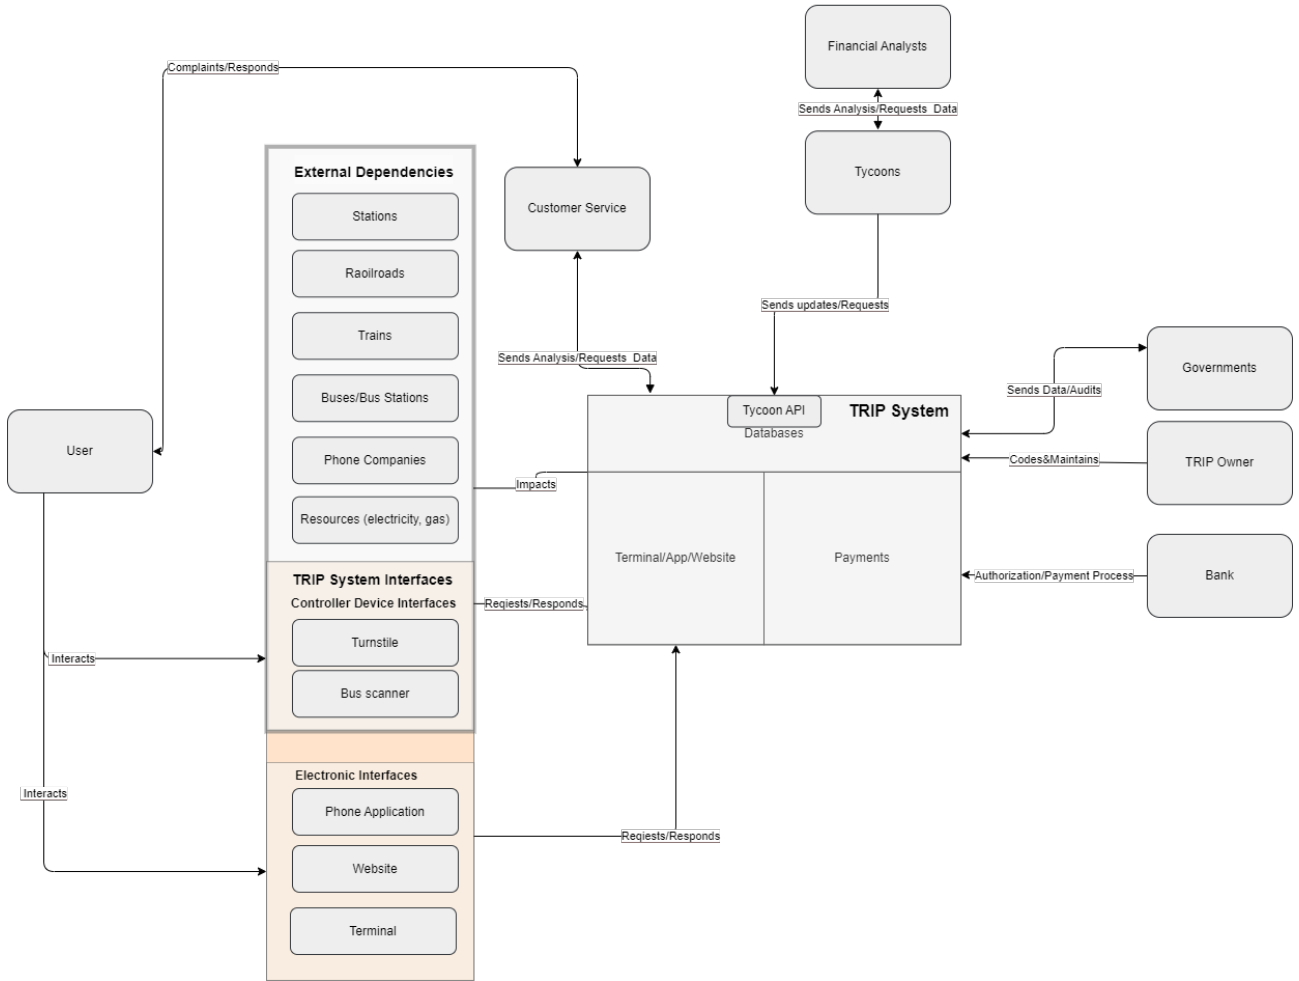 Financial Analysts
Complaints/Responds
Sends Analysis/Requests  Data
External Dependencies
Tycoons
Customer Service
Stations
Raoilroads
Sends updates/Requests
Trains
Sends Analysis/Requests  Data
Governments
Buses/Bus Stations
Sends Data/Audits
Tycoon API
TRIP System
Databases
User
Phone Companies
Codes&Maintains
TRIP Owner
Impacts
Resources (electricity, gas)
Terminal/App/Website
Payments
TRIP System Interfaces
Authorization/Payment Process
Bank
Controller Device Interfaces
Reqiests/Responds
Turnstile
Interacts
Bus scanner
Electronic Interfaces
Interacts
Phone Application
Reqiests/Responds
Website
Terminal